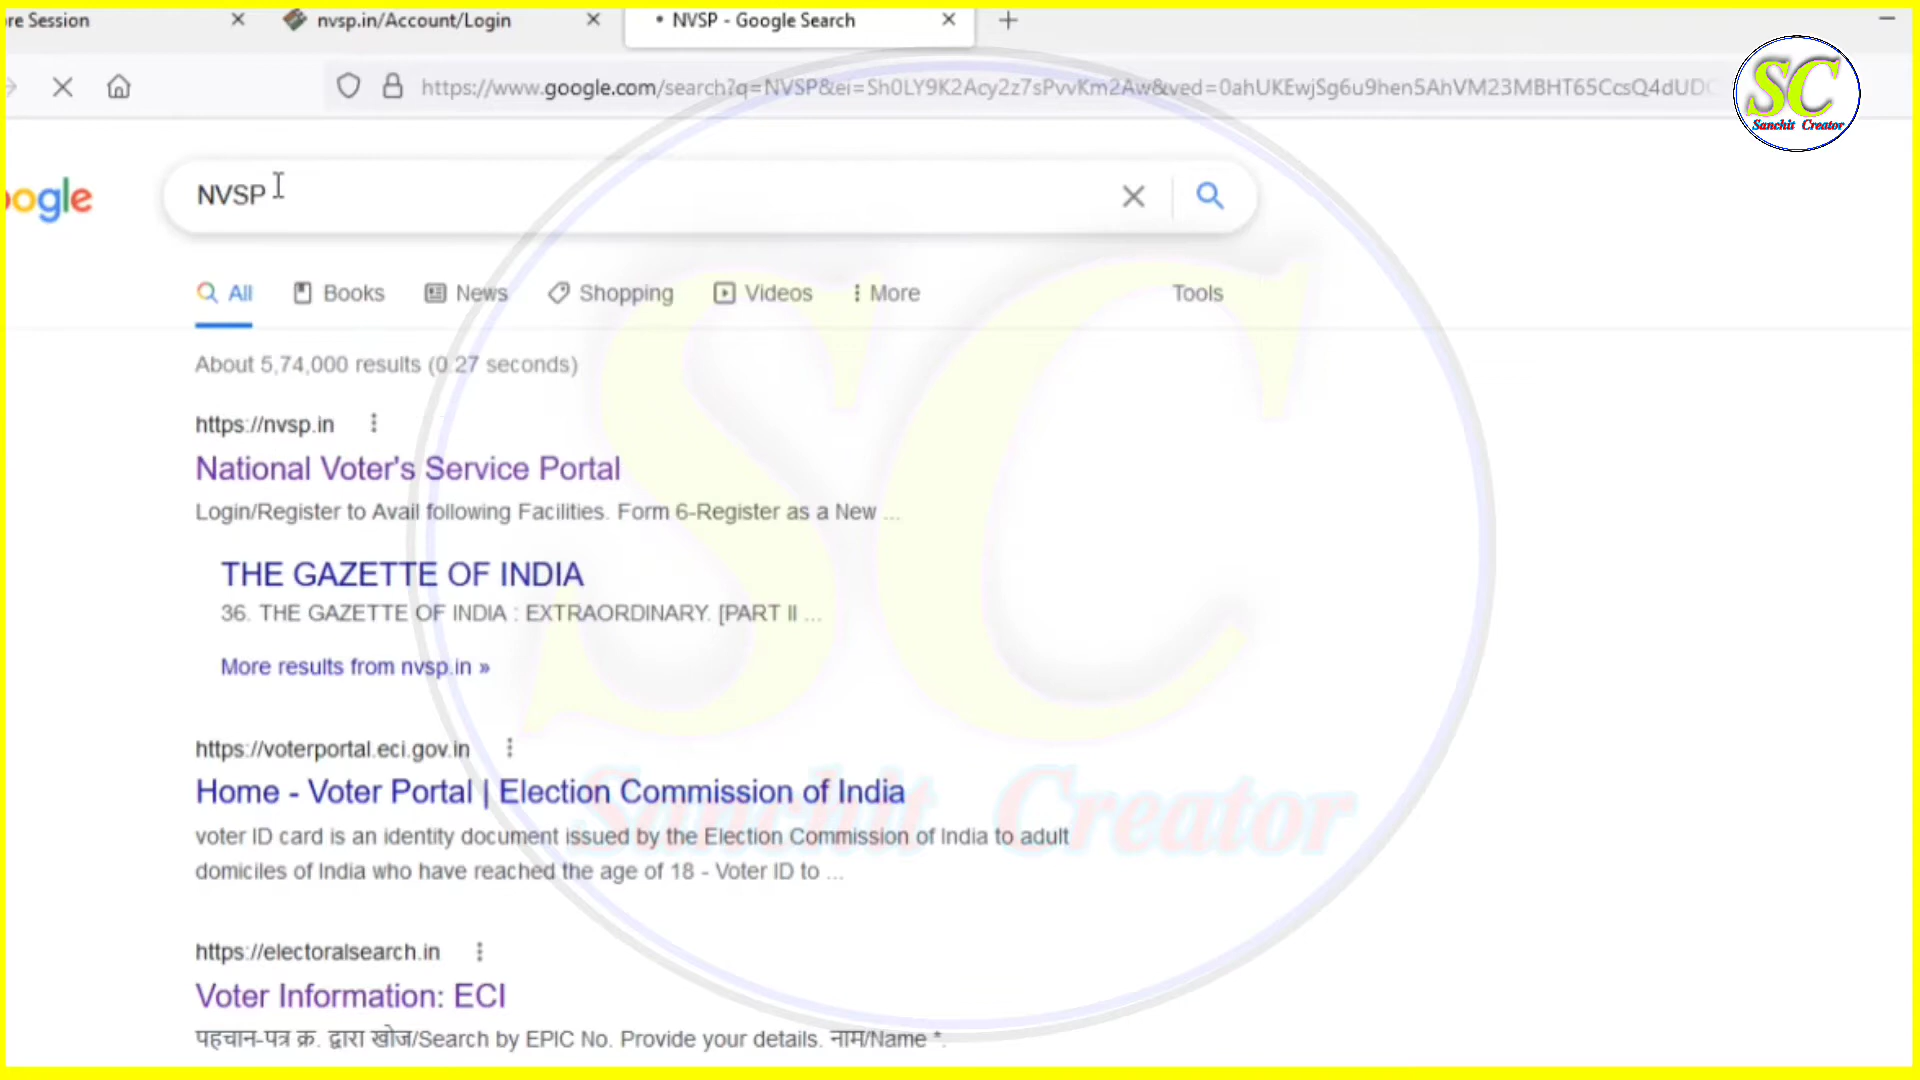 re Session
nvsp.in/Account/Login
NVSP - Google Search
https://www.google.com/search?q=NVSP&ei=Sh0LY9K2Acy2z7sPvvKm2Aw&ved=0ahUKEwjSg6u9hen5AhVM23MBHT65CcsQ4dUDC
SC
Sanchit Creator
ogle
NVSP
All
Books
News
Shopping
Videos
More
Tools
About 5,74,000 results (0.27 seconds)
https://nvsp.in
National Voter's Service Portal
Login/Register to Avail following Facilities. Form 6-Register as a New ...
THE GAZETTE OF INDIA
36. THE GAZETTE OF INDIA : EXTRAORDINARY. [PART II ...
More results from nvsp.in »
https://voterportal.eci.gov.in
Home - Voter Portal | Election Commission of India
voter ID card is an identity document issued by the Election Commission of India to adult
domiciles of India who have reached the age of 18 - Voter ID to ...
https://electoralsearch.in
Voter Information: ECI
पहचान-पत्र क्र. द्वारा खोज/Search by EPIC No. Provide your details. नाम/Name *.
SC
Sanchit Creator